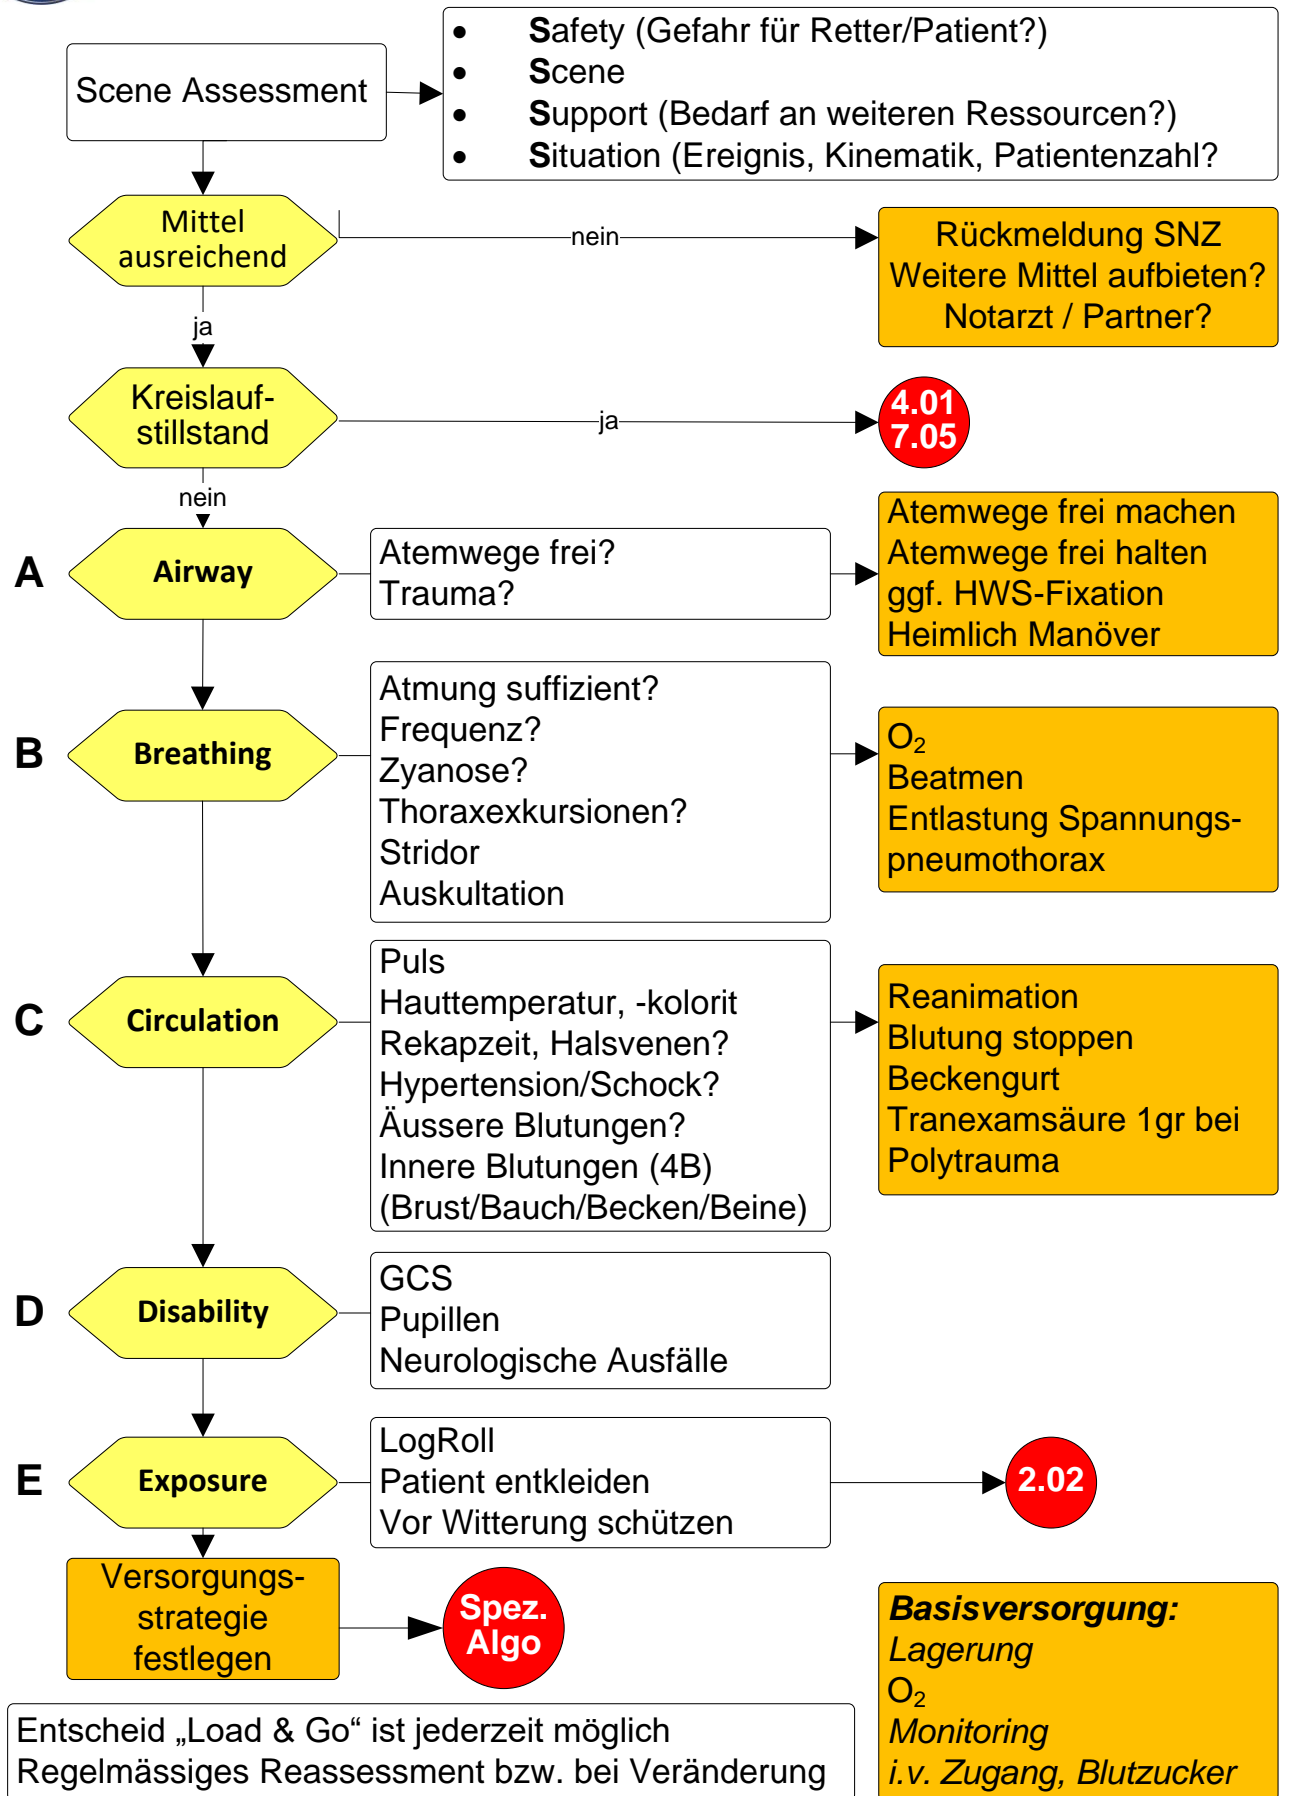 Scene Assessment
• Safety (Gefahr für Retter/Patient?)
• Scene
• Support (Bedarf an weiteren Ressourcen?)
• Situation (Ereignis, Kinematik, Patientenzahl?
Mittel
ausreichend
nein
Rückmeldung SNZ
Weitere Mittel aufbieten?
Notarzt / Partner?
ja
Kreislauf-
stillstand
ja
4.01
7.05
nein
A
Airway
Atemwege frei?
Trauma?
Atemwege frei machen
Atemwege frei halten
ggf. HWS-Fixation
Heimlich Manöver
B
Breathing
Atmung suffizient?
Frequenz?
Zyanose?
Thoraxexkursionen?
Stridor
Auskultation
O₂
Beatmen
Entlastung Spannungs-
pneumothorax
C
Circulation
Puls
Hauttemperatur, -kolorit
Rekapzeit, Halsvenen?
Hypertension/Schock?
Äussere Blutungen?
Innere Blutungen (4B)
(Brust/Bauch/Becken/Beine)
Reanimation
Blutung stoppen
Beckengurt
Tranexamsäure 1gr bei
Polytrauma
D
Disability
GCS
Pupillen
Neurologische Ausfälle
E
Exposure
LogRoll
Patient entkleiden
Vor Witterung schützen
2.02
Versorgungs-
strategie
festlegen
Spez.
Algo
Basisversorgung:
Lagerung
O₂
Monitoring
i.v. Zugang, Blutzucker
Entscheid „Load & Go“ ist jederzeit möglich
Regelmässiges Reassessment bzw. bei Veränderung